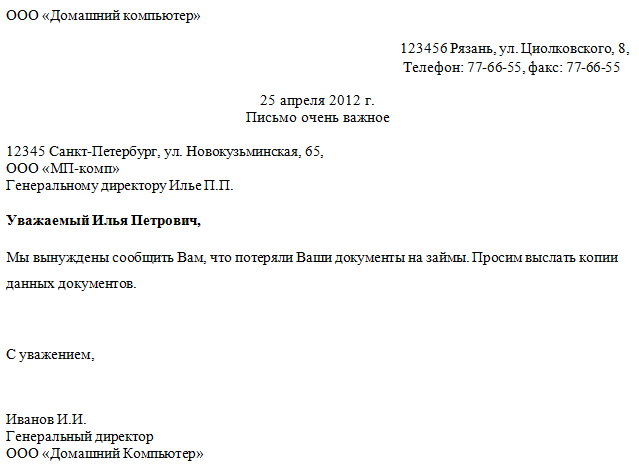 ООО «Домашний компьютер»
123456 Рязань, ул. Циолковского, 8,
Телефон: 77-66-55, факс: 77-66-55
25 апреля 2012 г.
Письмо очень важное
12345 Санкт-Петербург, ул. Новокузьминская, 65,
ООО «МП-комп»
Генеральному директору Илье П.П.
Уважаемый Илья Петрович,
Мы вынуждены сообщить Вам, что потеряли Ваши документы на займы. Просим выслать копии
данных документов.
С уважением,
Иванов И.И.
Генеральный директор
ООО «Домашний Компьютер»